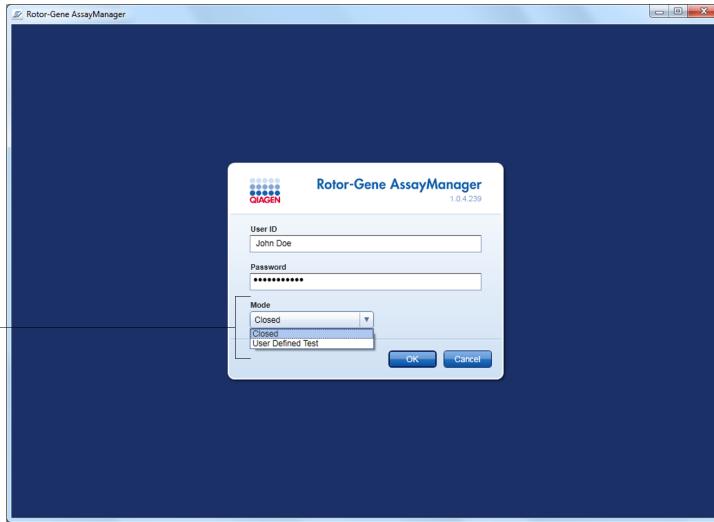 Rotor-Gene AssayManager
QIAGEN
Rotor-Gene AssayManager
1.0.4.239
User ID
John Doe
Password
•••••••••••
Mode
Closed
Closed
User Defined Test
OK
Cancel